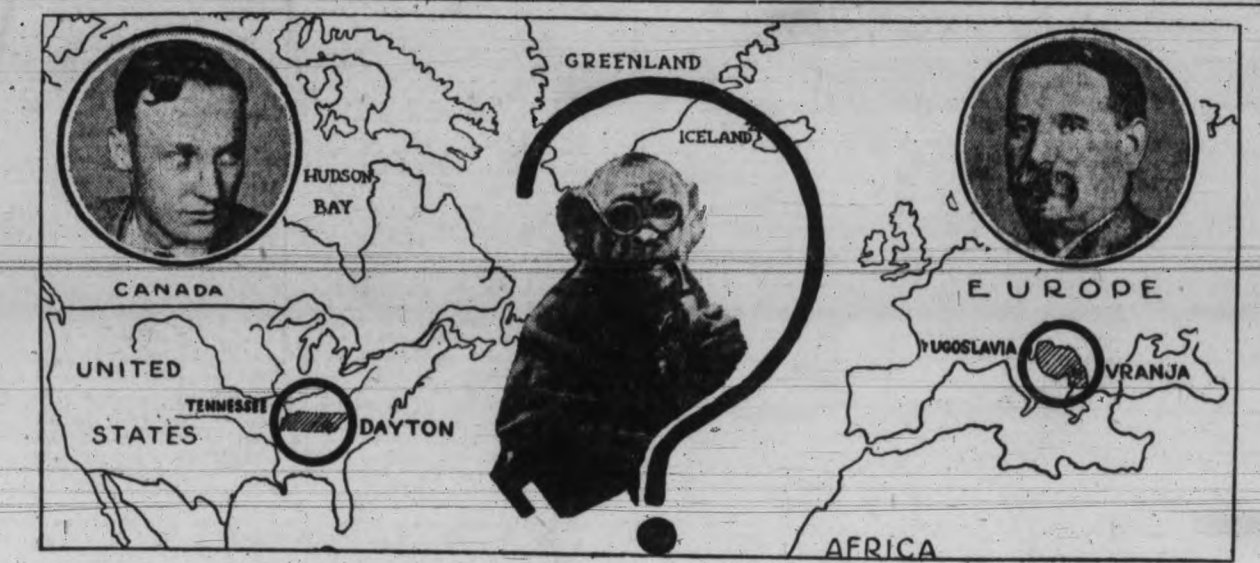 GREENLAND
ICELAND
HUDSON
BAY
CANADA
EUROPE
UNITED
STATES
TENNESSEE
DAYTON
YUGOSLAVIA
VRANJA
AFRICA